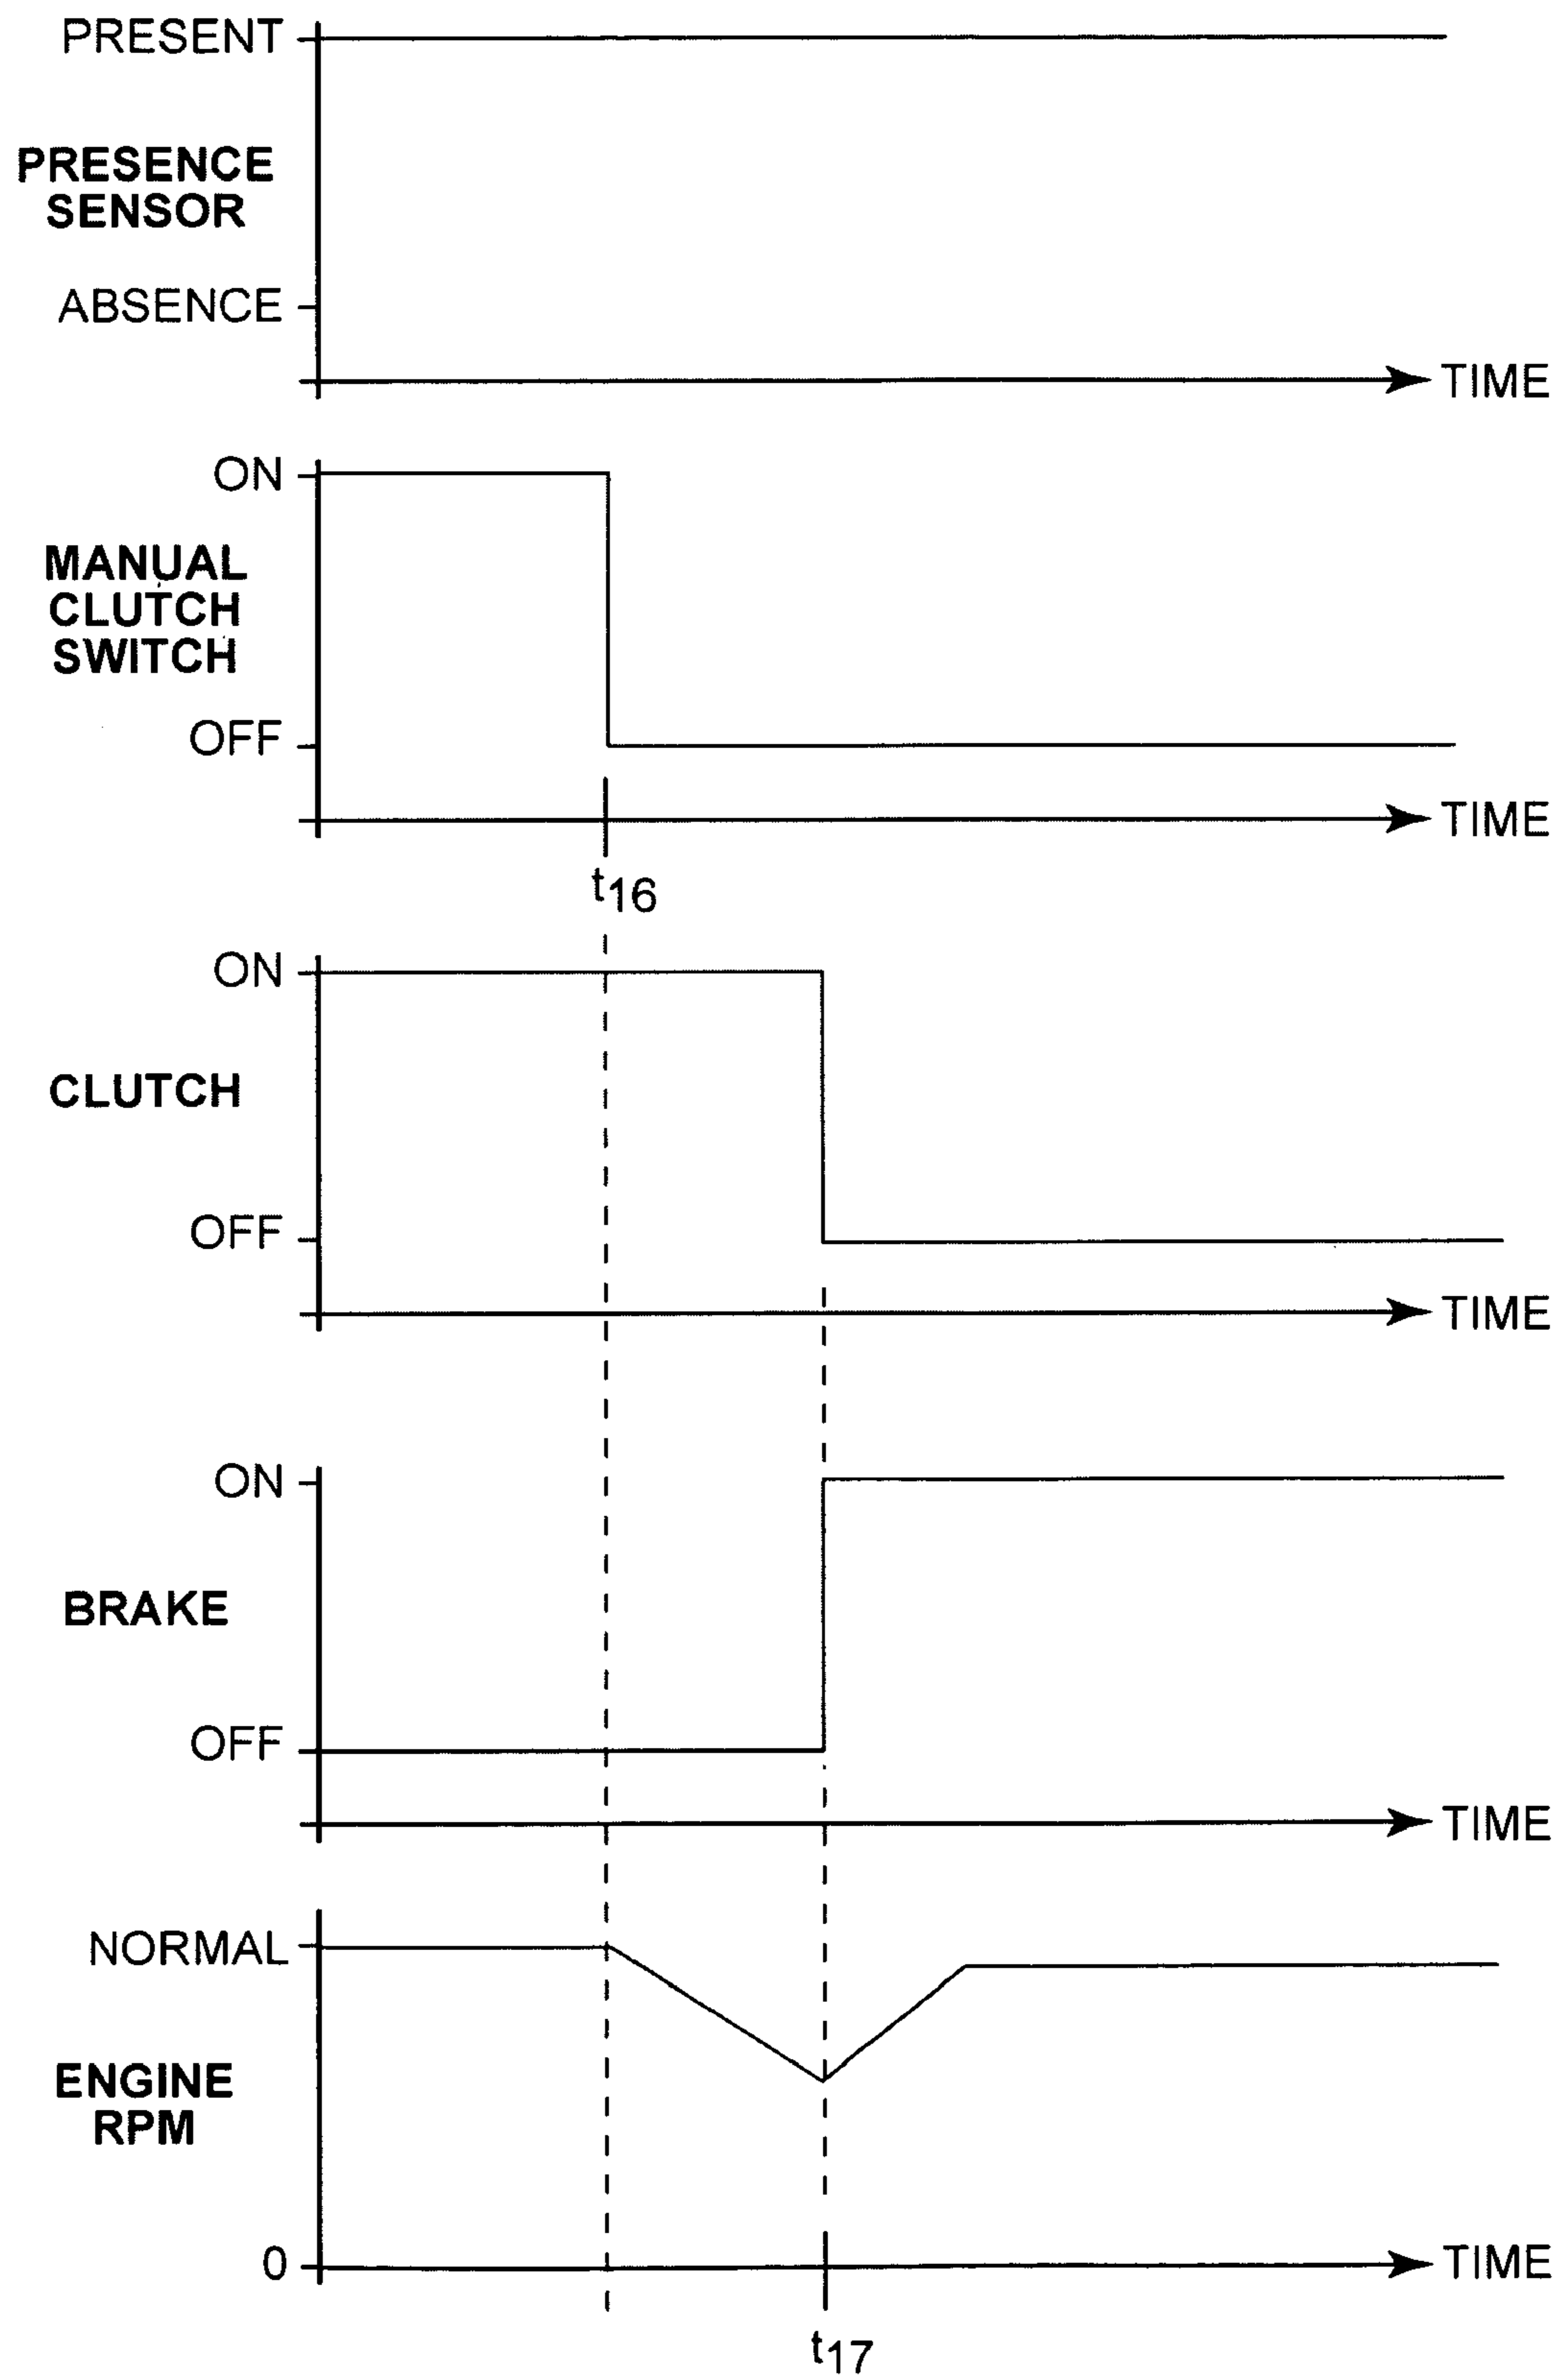 PRESENT
PRESENCE
SENSOR
ABSENCE
TIME
ON
MANUAL
CLUTCH
SWITCH
OFF
TIME
t16
ON
CLUTCH
OFF
TIME
ON
BRAKE
OFF
TIME
NORMAL
ENGINE
RPM
0
TIME
t17